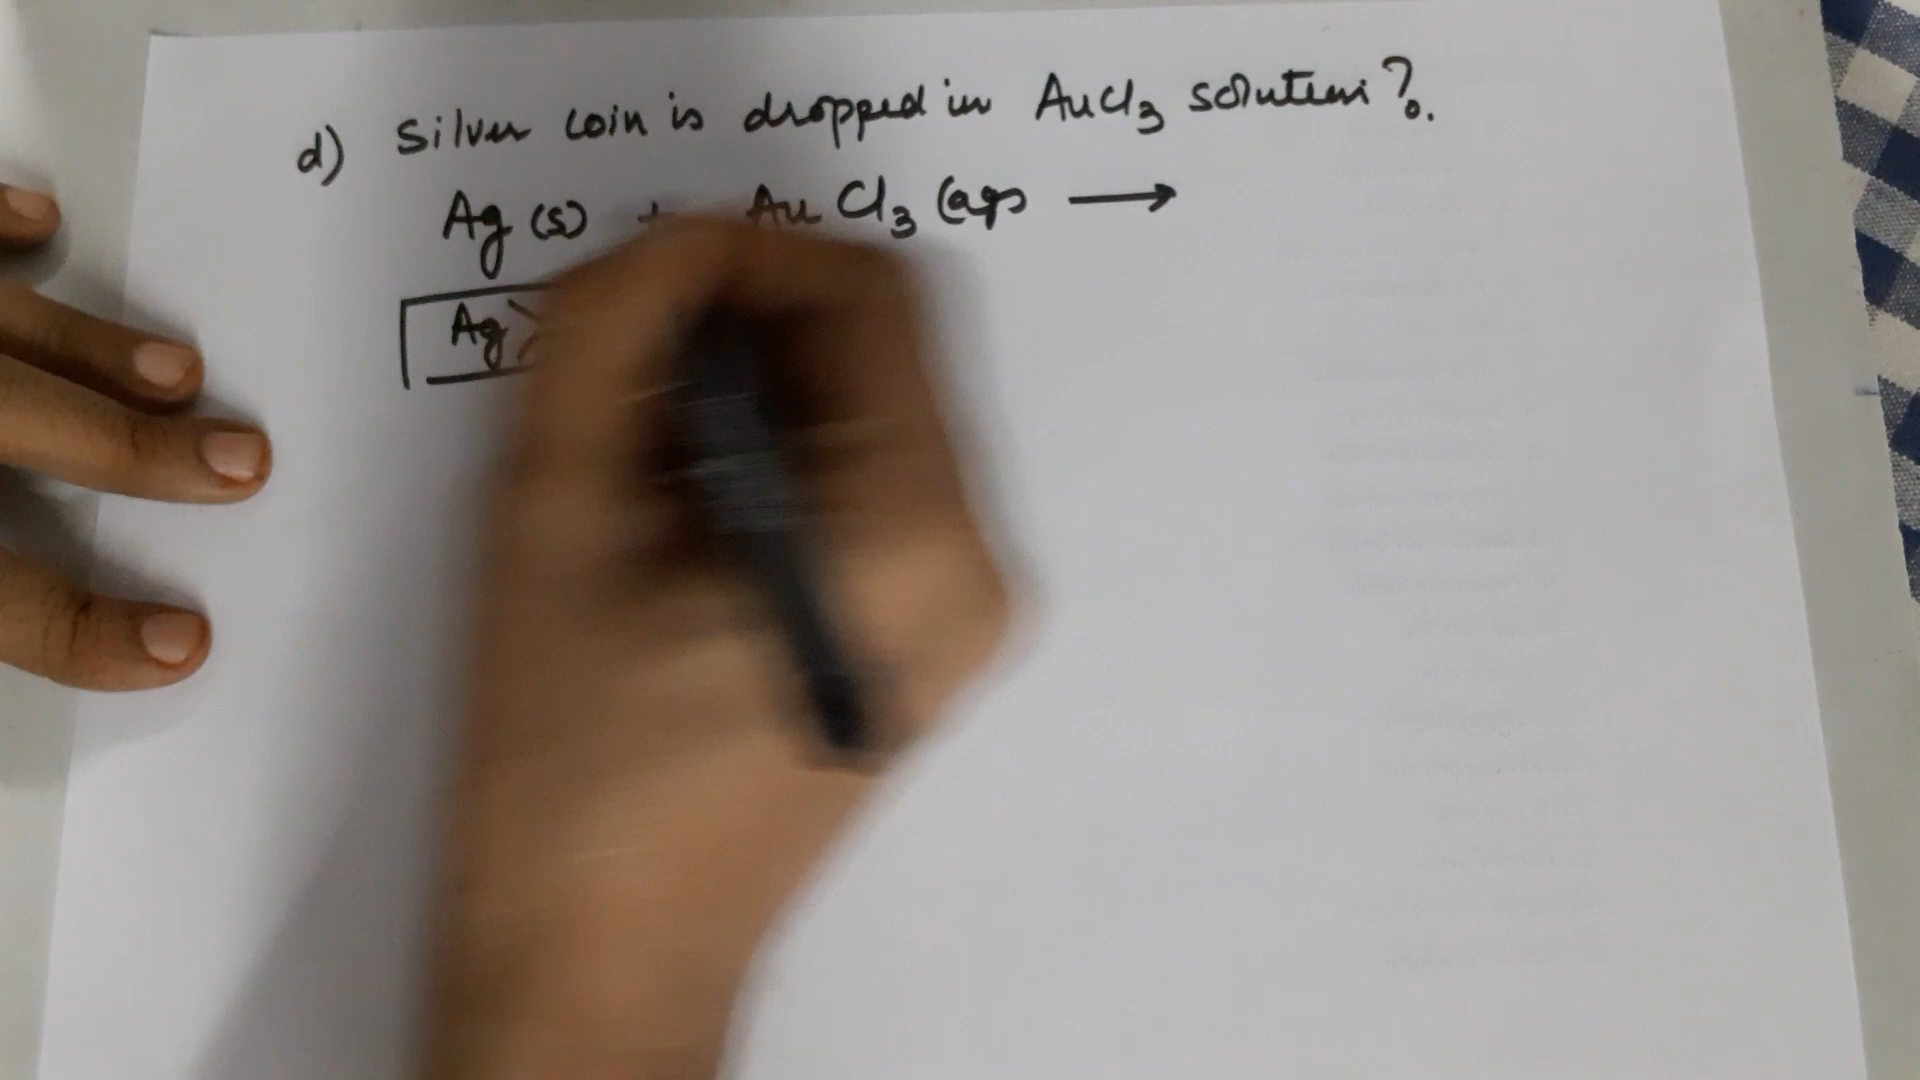 d) Silver coin is dropped in AuCl3 solution?
Ag (s) + AuCl3 (aq) →
Ag >